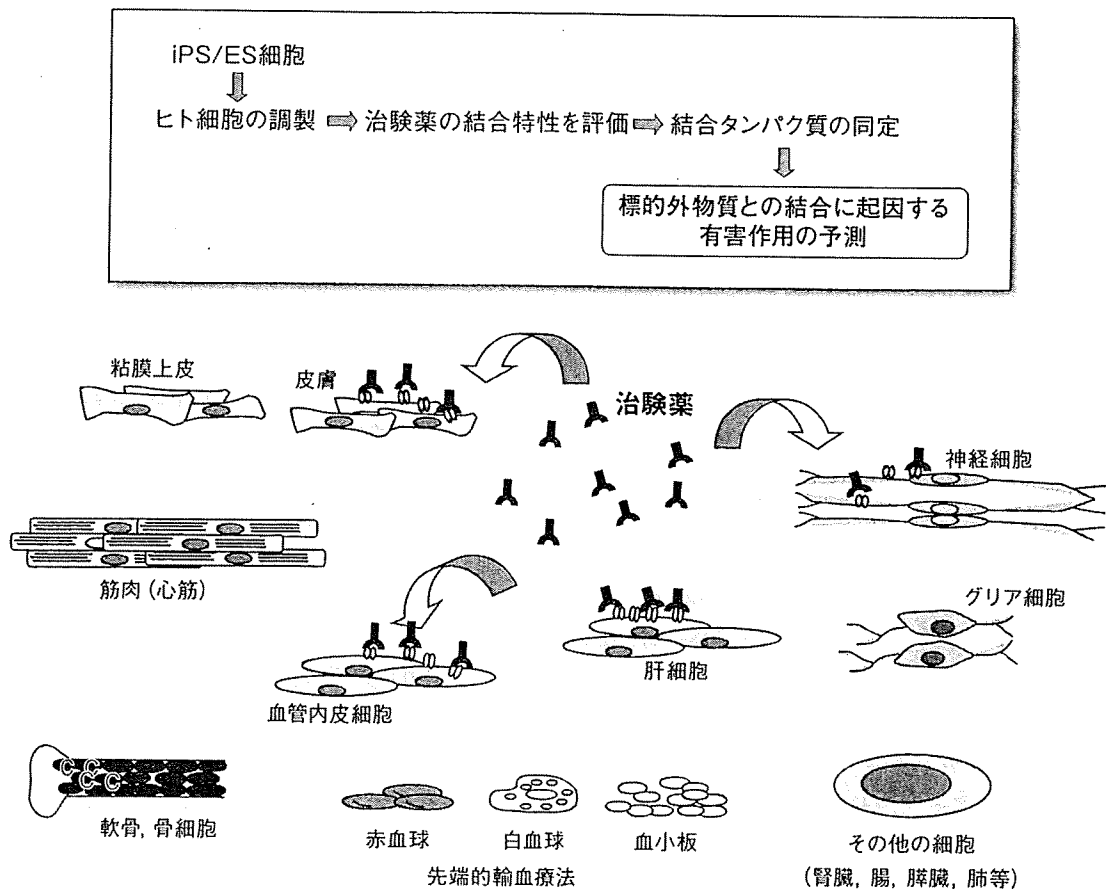 iPS/ES細胞
ヒト細胞の調製 治験薬の結合特性を評価 結合タンパク質の同定
標的外物質との結合に起因する
有害作用の予測
粘膜上皮
皮膚
治験薬
神経細胞
筋肉(心筋)
グリア細胞
肝細胞
血管内皮細胞
軟骨, 骨細胞
赤血球
白血球
血小板
その他の細胞
先端的輸血療法
(腎臓, 腸, 膵臓, 肺等)